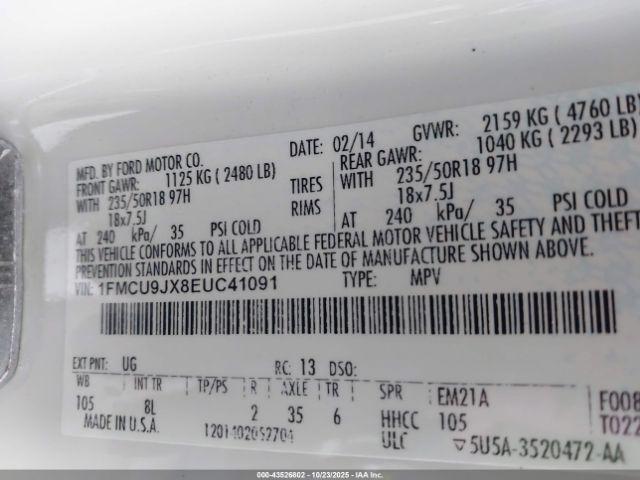 MFD. BY FORD MOTOR CO. DATE: 02/14 GVWR: 2159 KG ( 4760 LB)
FRONT GAWR: 1125 KG ( 2480 LB) REAR GAWR: 1040 KG ( 2293 LB)
WITH 235/50R18 97H TIRES WITH 235/50R18 97H
18x7.5J RIMS 18x7.5J
AT 240 kPa/ 35 PSI COLD AT 240 kPa/ 35 PSI COLD
THIS VEHICLE CONFORMS TO ALL APPLICABLE FEDERAL MOTOR VEHICLE SAFETY AND THEFT
PREVENTION STANDARDS IN EFFECT ON THE DATE OF MANUFACTURE SHOWN ABOVE.
VIN: 1FMCU9JX8EUC41091 TYPE: MPV
EXT PNT: UG RC: 13 DSO:
WB INT TR TP/PS R AXLE TR SPR EM21A F008
105 8L 2 35 6 HHCC 105 T022
MADE IN U.S.A. ULC 5U5A-3520472-AA
000-43526802 - 10/23/2025 - IAAI.COM